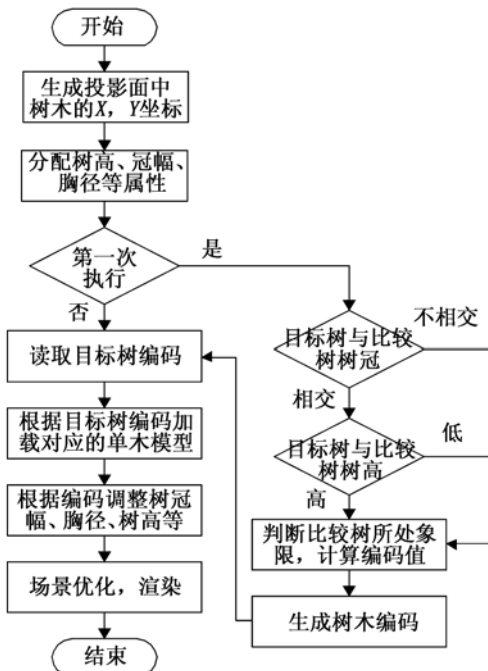 开始
生成投影面中
树木的X，Y坐标
分配树高、冠幅、
胸径等属性
第一次
执行
是
否
目标树与比较
树树冠
不相交
相交
目标树与比较
树树高
低
高
判断比较树所处象
限，计算编码值
生成树木编码
读取目标树编码
根据目标树编码加
载对应的单木模型
根据编码调整树冠
幅、胸径、树高等
场景优化，渲染
结束